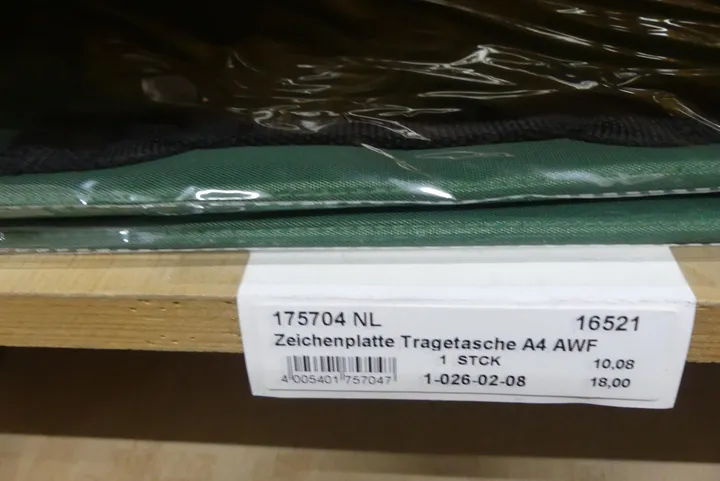 175704 NL 16521
Zeichenplatte Tragetasche A4 AWF
1 STCK 10,08
4 005401 757047 1-026-02-08 18,00